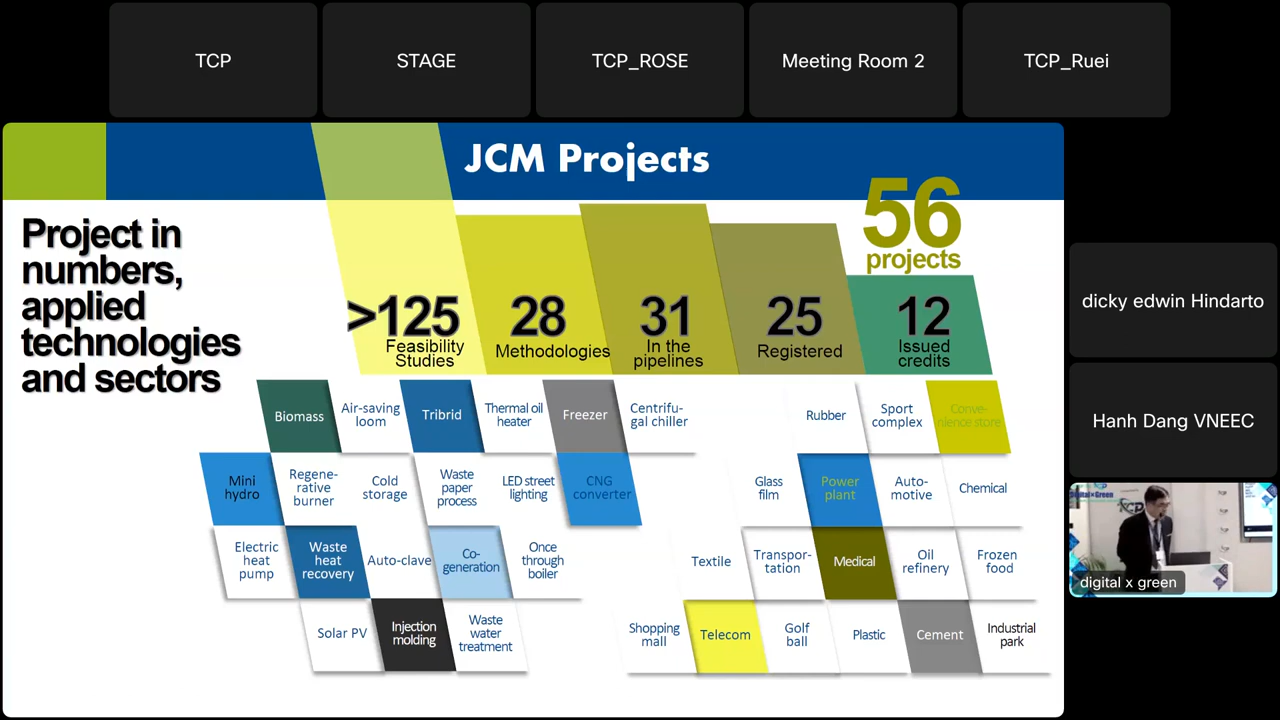 TCP
STAGE
TCP_ROSE
Meeting Room 2
TCP_Ruei
JCM Projects
Project in
numbers,
applied
technologies
and sectors
56
projects
>125
Feasibility
Studies
28
Methodologies
31
In the
pipelines
25
Registered
12
Issued
credits
Biomass
Air-saving
loom
Tribrid
Thermal oil
heater
Freezer
Centrifu-
gal chiller
Rubber
Sport
complex
Conve-
nience store
Mini
hydro
Regene-
rative
burner
Cold
storage
Waste
paper
process
LED street
lighting
CNG
converter
Glass
film
Power
plant
Auto-
motive
Chemical
Electric
heat
pump
Waste
heat
recovery
Auto-clave
Co-
generation
Once
through
boiler
Textile
Transpor-
tation
Medical
Oil
refinery
Frozen
food
Solar PV
Injection
molding
Waste
water
treatment
Shopping
mall
Telecom
Golf
ball
Plastic
Cement
Industrial
park
dicky edwin Hindarto
Hanh Dang VNEEC
Digital×Green
digital x green